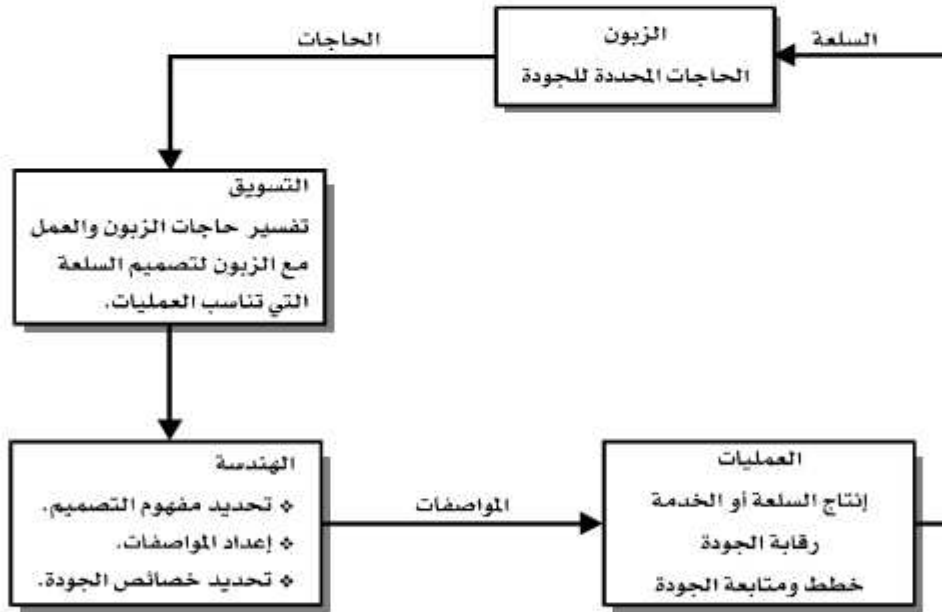 الزبون
الحاجات المحددة للجودة
السلعة
الحاجات
التسويق
تفسير حاجات الزبون والعمل
مع الزبون لتصميم السلعة
التي تناسب العمليات.
الهندسة
❖ تحديد مفهوم التصميم.
❖ إعداد المواصفات.
❖ تحديد خصائص الجودة.
المواصفات
العمليات
إنتاج السلعة أو الخدمة
رقابة الجودة
خطط ومتابعة الجودة